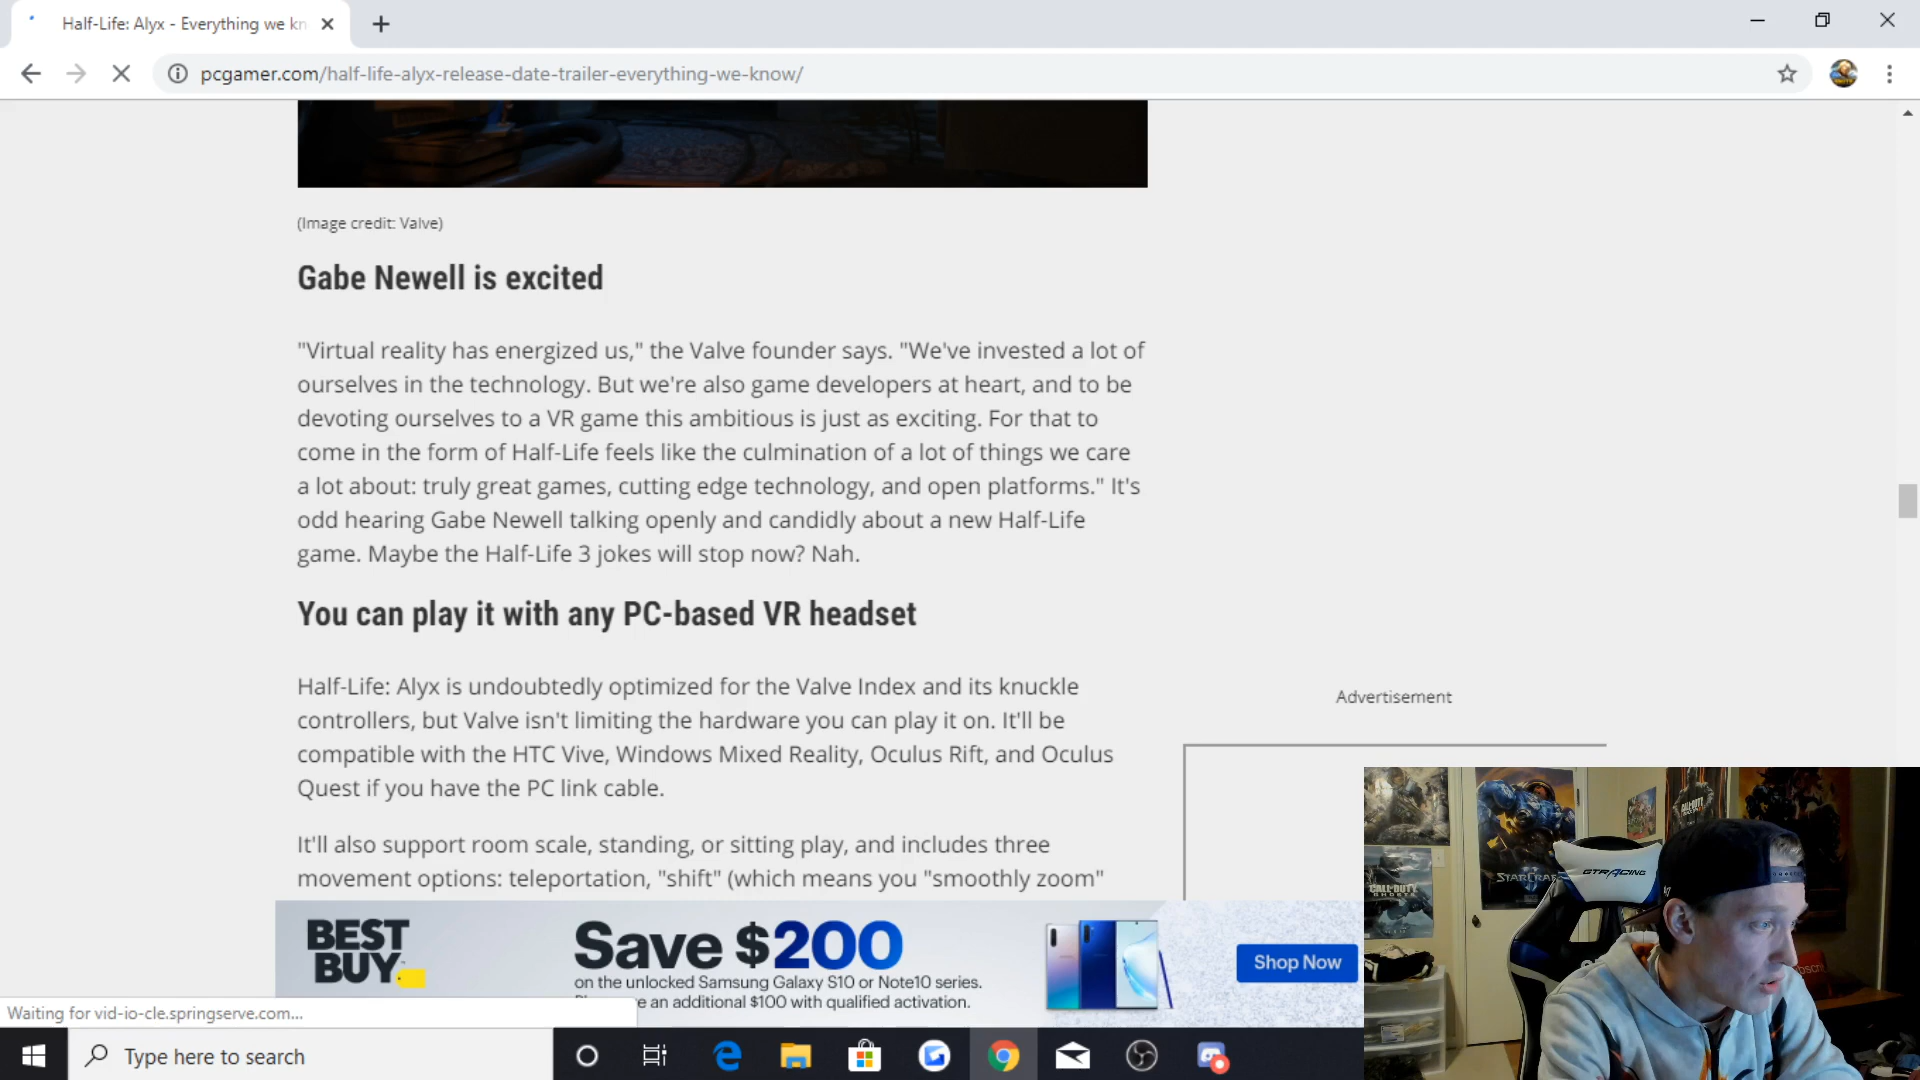 Half-Life: Alyx - Everything we kn
pcgamer.com/half-life-alyx-release-date-trailer-everything-we-know/
(Image credit: Valve)
Gabe Newell is excited
"Virtual reality has energized us," the Valve founder says. "We've invested a lot of
ourselves in the technology. But we're also game developers at heart, and to be
devoting ourselves to a VR game this ambitious is just as exciting. For that to
come in the form of Half-Life feels like the culmination of a lot of things we care
a lot about: truly great games, cutting edge technology, and open platforms." It's
odd hearing Gabe Newell talking openly and candidly about a new Half-Life
game. Maybe the Half-Life 3 jokes will stop now? Nah.
You can play it with any PC-based VR headset
Half-Life: Alyx is undoubtedly optimized for the Valve Index and its knuckle
controllers, but Valve isn't limiting the hardware you can play it on. It'll be
compatible with the HTC Vive, Windows Mixed Reality, Oculus Rift, and Oculus
Quest if you have the PC link cable.
It'll also support room scale, standing, or sitting play, and includes three
movement options: teleportation, "shift" (which means you "smoothly zoom"
Advertisement
BEST
BUY
Save $200
on the unlocked Samsung Galaxy S10 or Note10 series.
e an additional $100 with qualified activation.
Shop Now
CALL OF DUTY
GHOSTS
STARCRAF
CALL OF DUTY
GTRACING
Waiting for vid-io-cle.springserve.com...
Type here to search